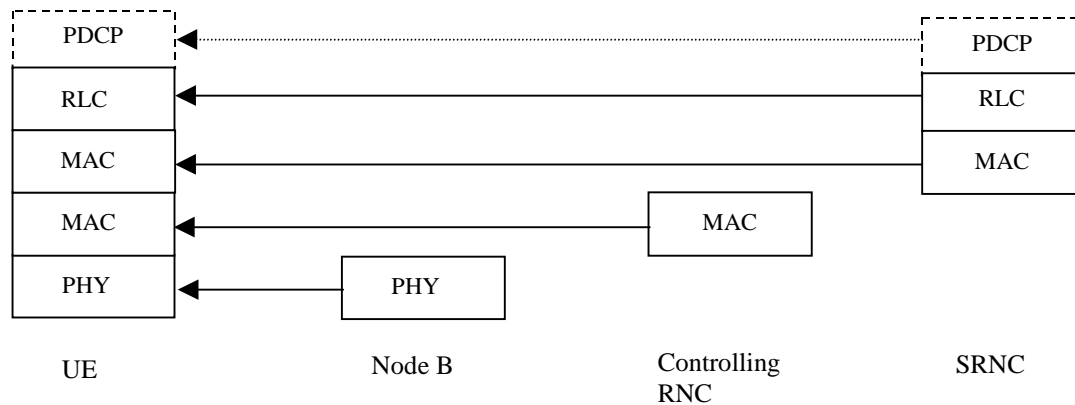 PDCP
PDCP
RLC
RLC
MAC
MAC
MAC
MAC
PHY
PHY
UE
Node B
Controlling
RNC
SRNC